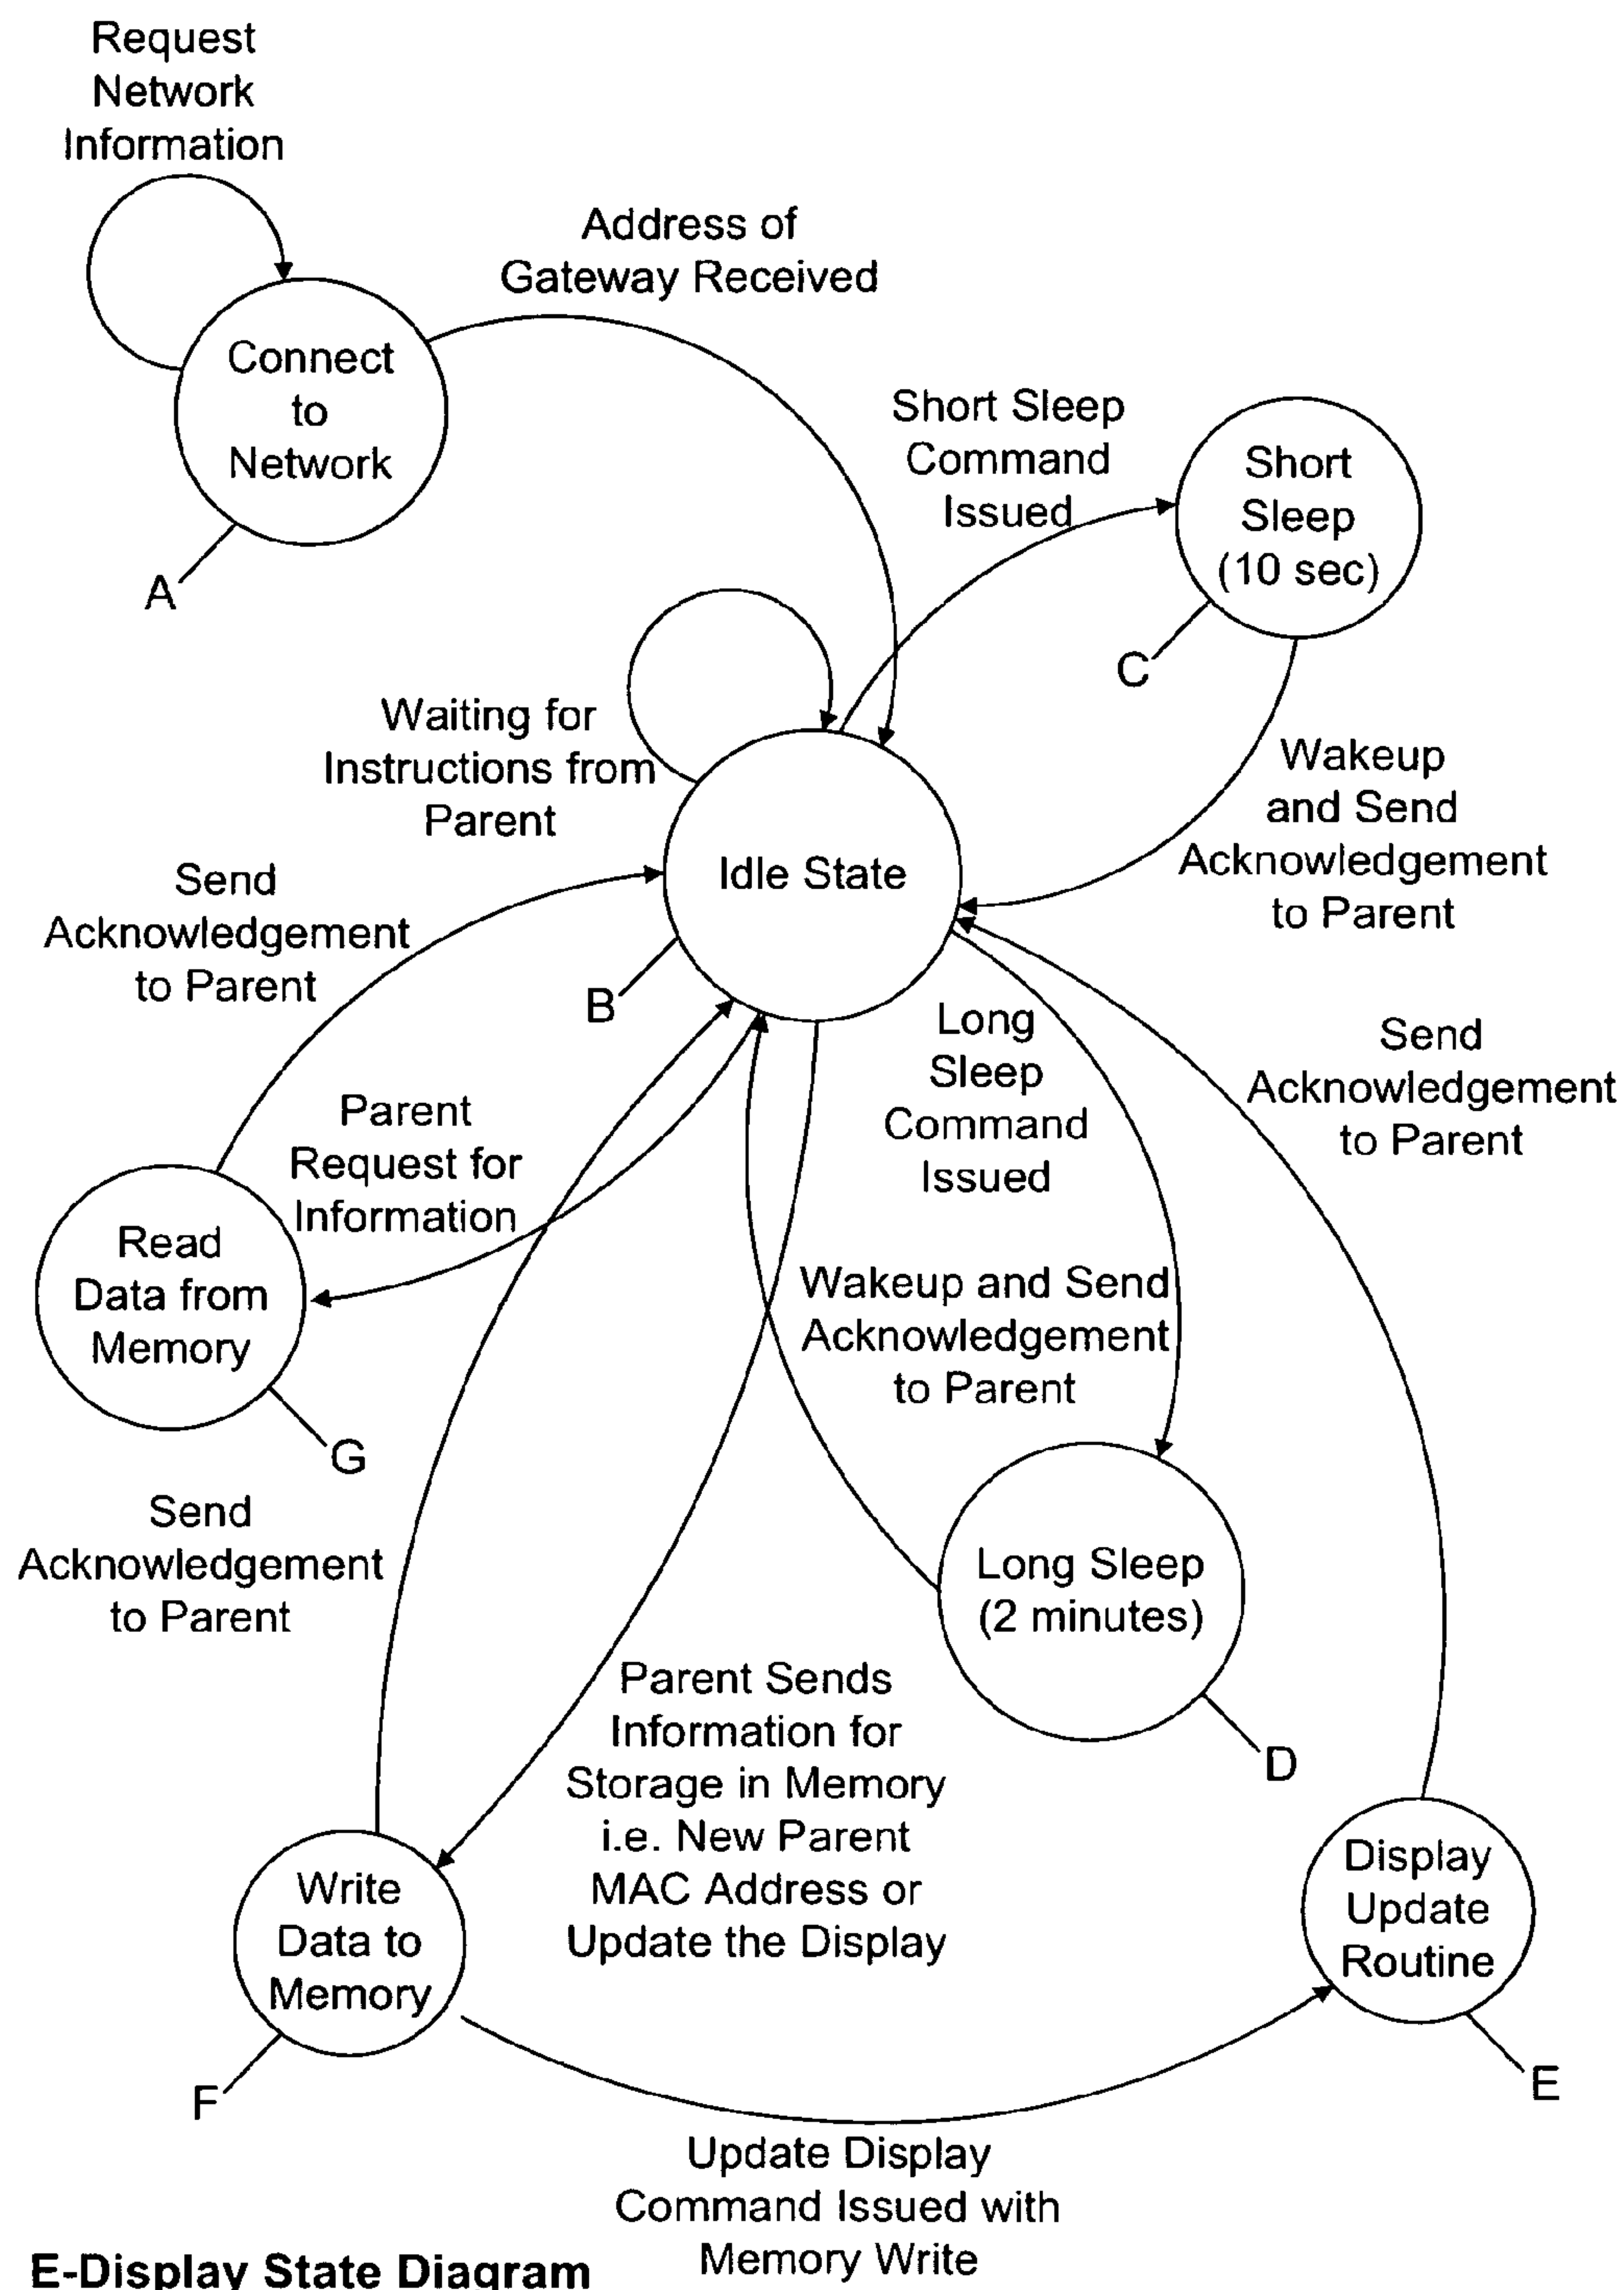 Request
Network
Information
Address of
Gateway Received
Connect
to
Network
A
Short Sleep
Command
Issued
Short
Sleep
(10 sec)
C
Waiting for
Instructions from
Parent
Idle State
B
Wakeup
and Send
Acknowledgement
to Parent
Send
Acknowledgement
to Parent
Long
Sleep
Command
Issued
Send
Acknowledgement
to Parent
Parent
Request for
Information
Read
Data from
Memory
G
Wakeup and Send
Acknowledgement
to Parent
Send
Acknowledgement
to Parent
Long Sleep
(2 minutes)
D
Parent Sends
Information for
Storage in Memory
i.e. New Parent
MAC Address or
Update the Display
Write
Data to
Memory
F
Display
Update
Routine
E
Update Display
Command Issued with
Memory Write
E-Display State Diagram